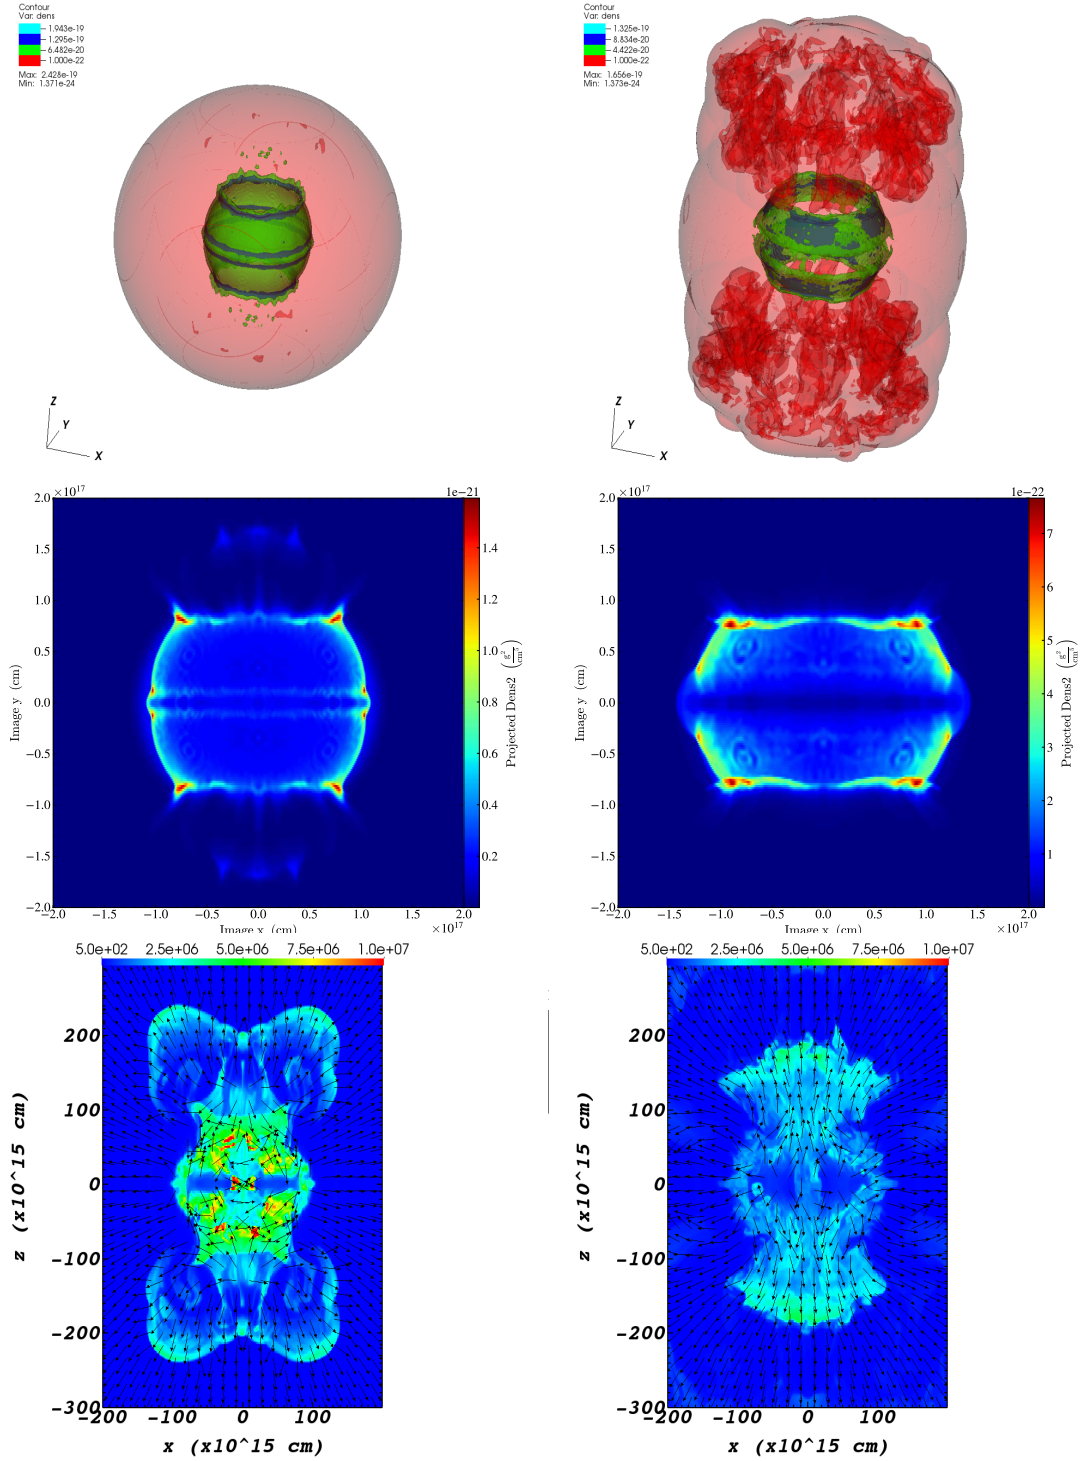 Contour
Var: dens
1.943e-19
1.295e-19
6.482e-20
1.000e-22
Max: 2.428e-19
Min: 1.371e-24
Z
Y
X
Contour
Var: dens
1.325e-19
8.834e-20
4.422e-20
1.000e-22
Max: 1.656e-19
Min: 1.373e-24
Z
Y
X
2.0 ×10^17
1e-21
1.5
1.0
0.5
0.0
−0.5
−1.0
−1.5
−2.0
Image y (cm)
−2.0 −1.5 −1.0 −0.5 0.0 0.5 1.0 1.5 2.0
Image x (cm)
×10^17
1.4
1.2
1.0
0.8
0.6
0.4
0.2
Projected Dens2 (g^2/cm^5)
2.0 ×10^17
1e-22
1.5
1.0
0.5
0.0
−0.5
−1.0
−1.5
−2.0
Image y (cm)
−2.0 −1.5 −1.0 −0.5 0.0 0.5 1.0 1.5 2.0
Image x (cm)
×10^17
7
6
5
4
3
2
1
Projected Dens2
5.0e+02 2.5e+06 5.0e+06 7.5e+06 1.0e+07
200
100
0
-100
-200
-300
z (x10^15 cm)
-200 -100 0 100
x (x10^15 cm)
5.0e+02 2.5e+06 5.0e+06 7.5e+06 1.0e+07
200
100
0
-100
-200
-300
z (x10^15 cm)
-200 -100 0 100
x (x10^15 cm)